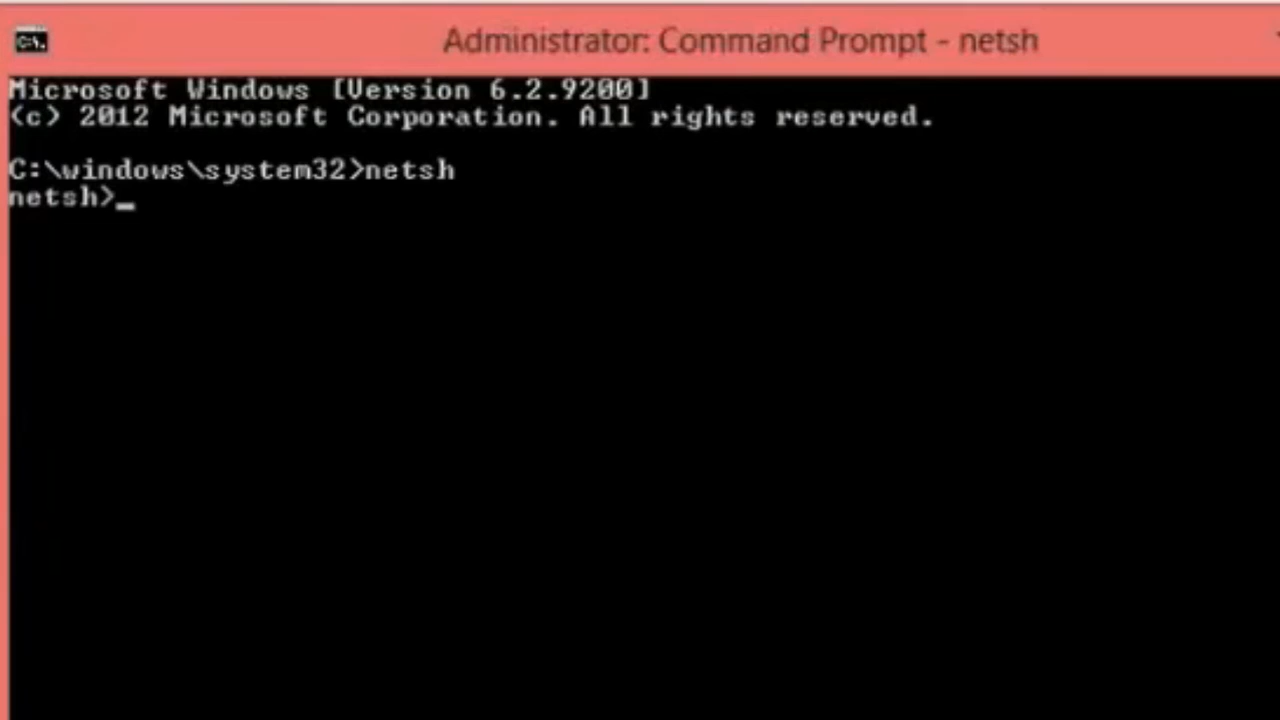 C:\.
Administrator: Command Prompt - netsh
Microsoft Windows [Version 6.2.9200]
(c) 2012 Microsoft Corporation. All rights reserved.
C:\windows\system32>netsh
netsh>_